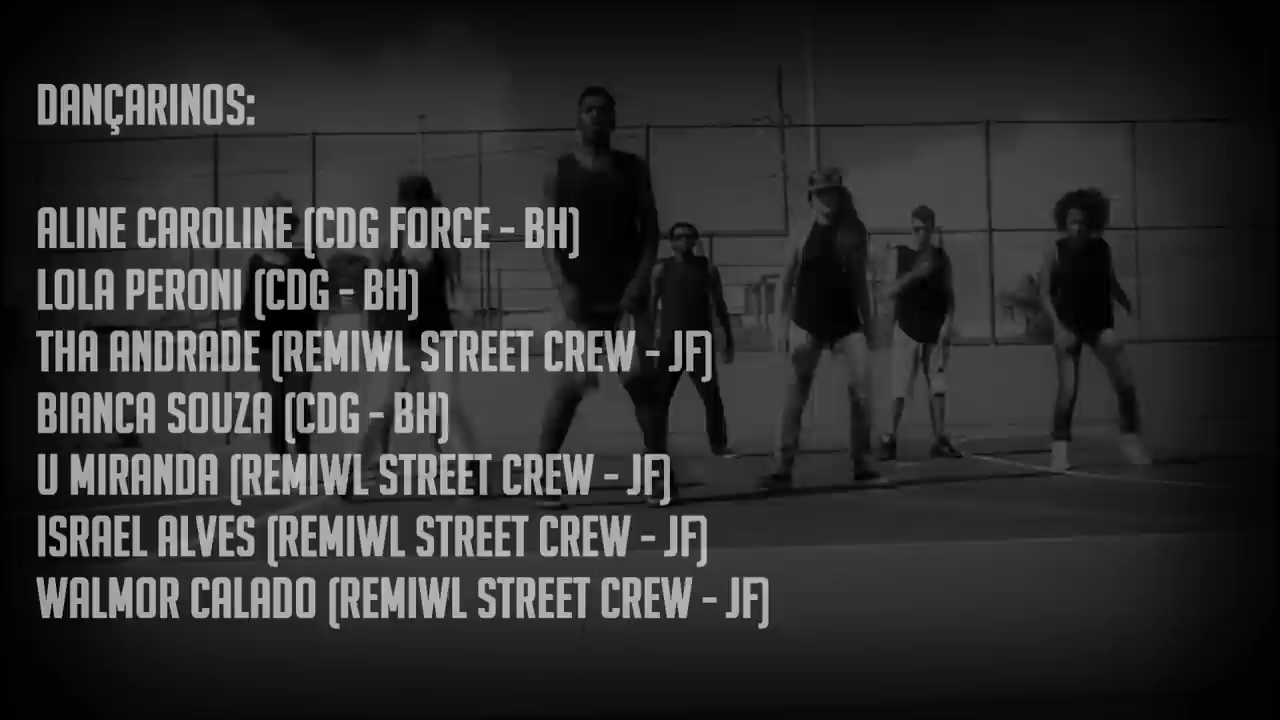 DANÇARINOS:
ALINE CAROLINE (CDG FORCE - BH)
LOLA PERONI (CDG - BH)
THA ANDRADE (REMIWL STREET CREW - JF)
BIANCA SOUZA (CDG - BH)
U MIRANDA (REMIWL STREET CREW - JF)
ISRAEL ALVES (REMIWL STREET CREW - JF)
WALMOR CALADO (REMIWL STREET CREW - JF)